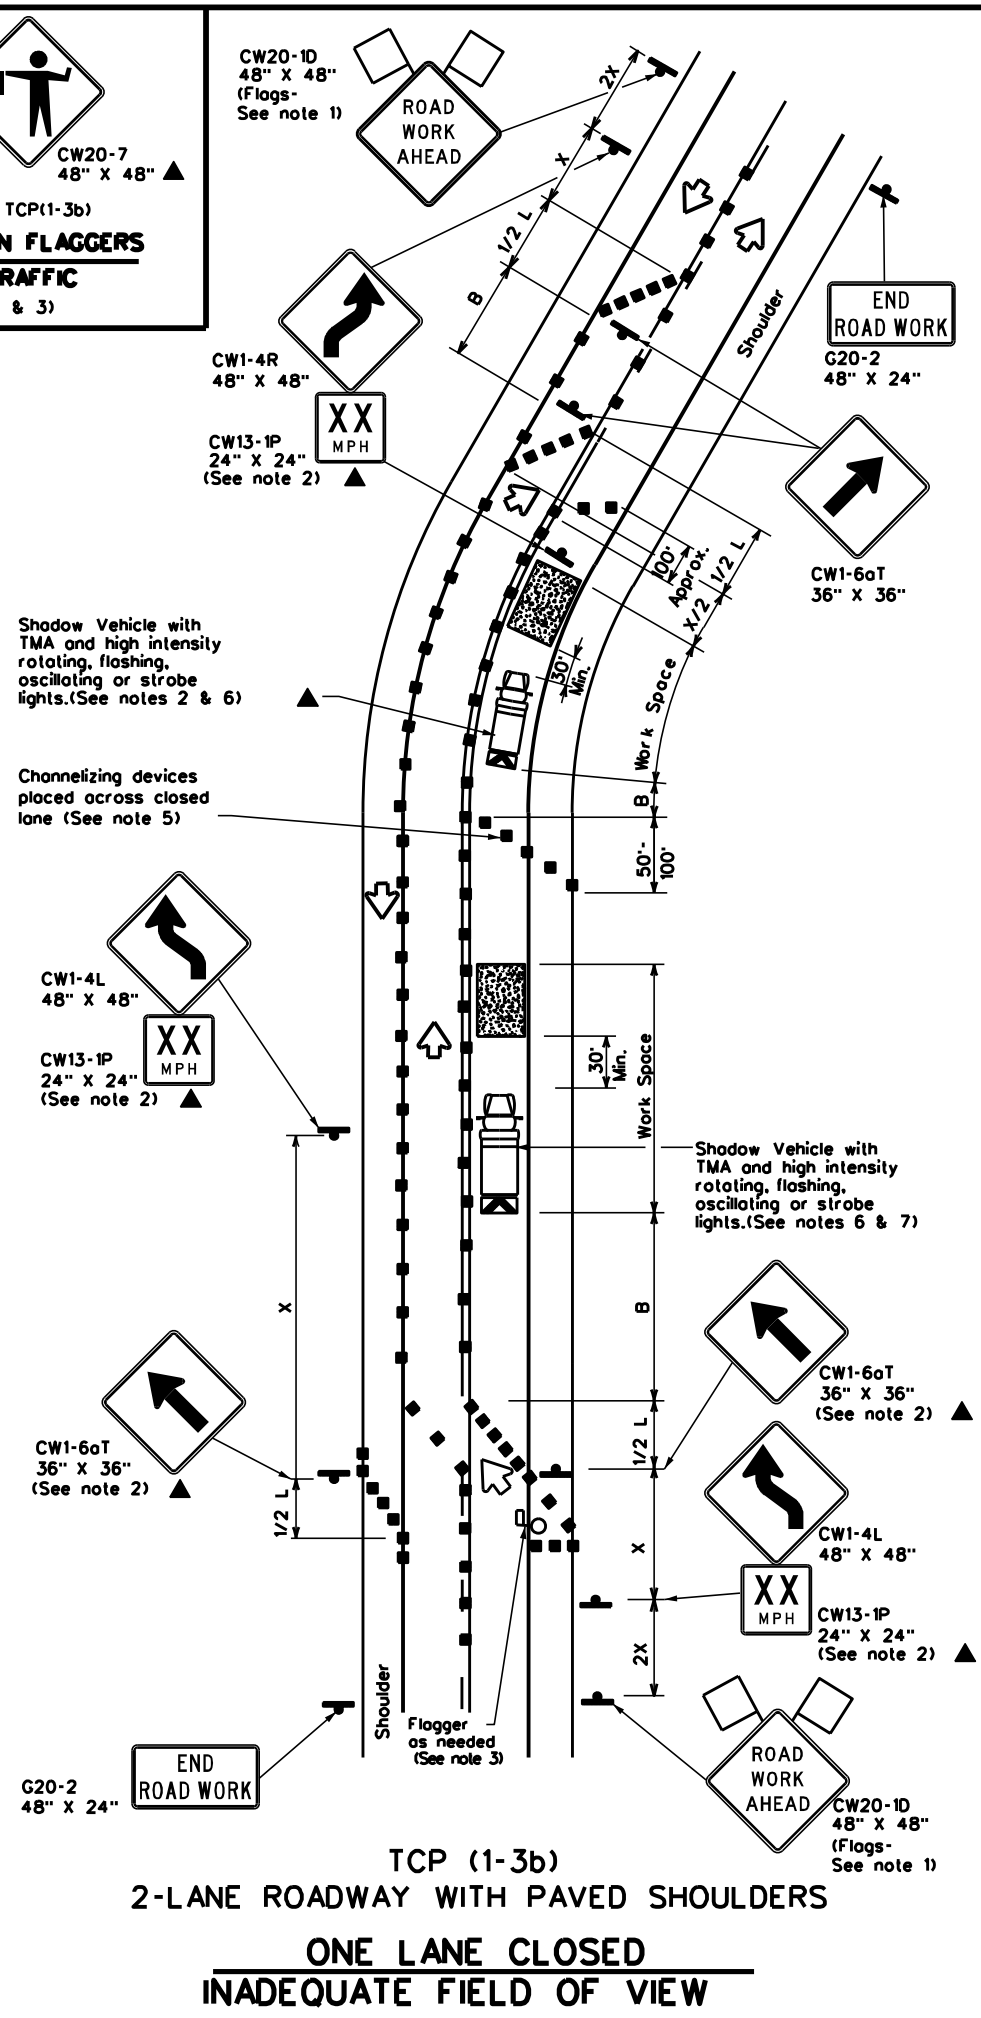 CW20-7
48" X 48"
TCP(1-3b)
N FLAGGERS
RAFFIC
& 3)
CW20-1D
48" X 48"
(Flags-
See note 1)
ROAD
WORK
AHEAD
2X
X
1/2 L
B
CW1-4R
48" X 48"
XX
MPH
CW13-1P
24" X 24"
(See note 2)
Shoulder
END
ROAD WORK
G20-2
48" X 24"
CW1-6aT
36" X 36"
100'
Approx.
1/2 L
X/2
Work Space
30'
Min.
B
50'-
100'
Shadow Vehicle with
TMA and high intensity
rotating, flashing,
oscillating or strobe
lights.(See notes 2 & 6)
Channelizing devices
placed across closed
lane (See note 5)
CW1-4L
48" X 48"
XX
MPH
CW13-1P
24" X 24"
(See note 2)
30'
Min.
Work Space
Shadow Vehicle with
TMA and high intensity
rotating, flashing,
oscillating or strobe
lights.(See notes 6 & 7)
X
B
CW1-6aT
36" X 36"
(See note 2)
1/2 L
CW1-6aT
36" X 36"
(See note 2)
1/2 L
X
CW1-4L
48" X 48"
XX
MPH
CW13-1P
24" X 24"
(See note 2)
2X
Shoulder
Flagger
as needed
(See note 3)
END
ROAD WORK
G20-2
48" X 24"
ROAD
WORK
AHEAD
CW20-1D
48" X 48"
(Flags-
See note 1)
TCP (1-3b)
2-LANE ROADWAY WITH PAVED SHOULDERS
ONE LANE CLOSED
INADEQUATE FIELD OF VIEW